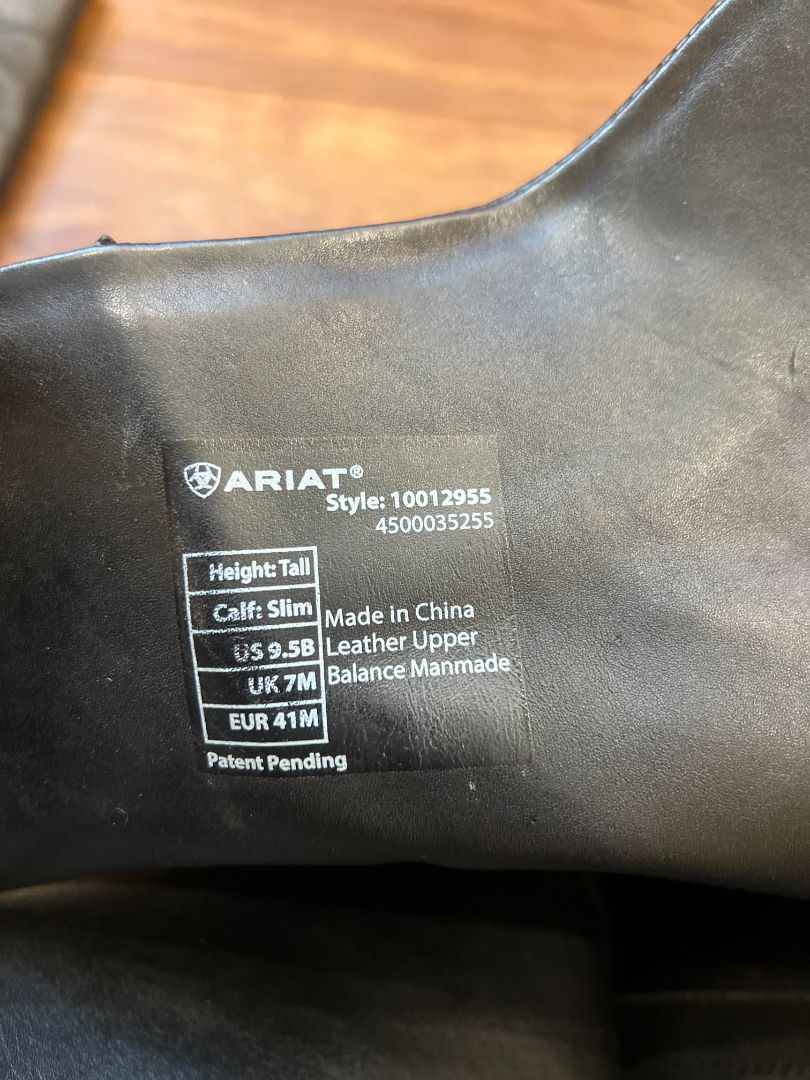 ARIAT®
Style: 10012955
4500035255
Height: Tall
Calf: Slim
US 9.5B
UK 7M
EUR 41M
Made in China
Leather Upper
Balance Manmade
Patent Pending